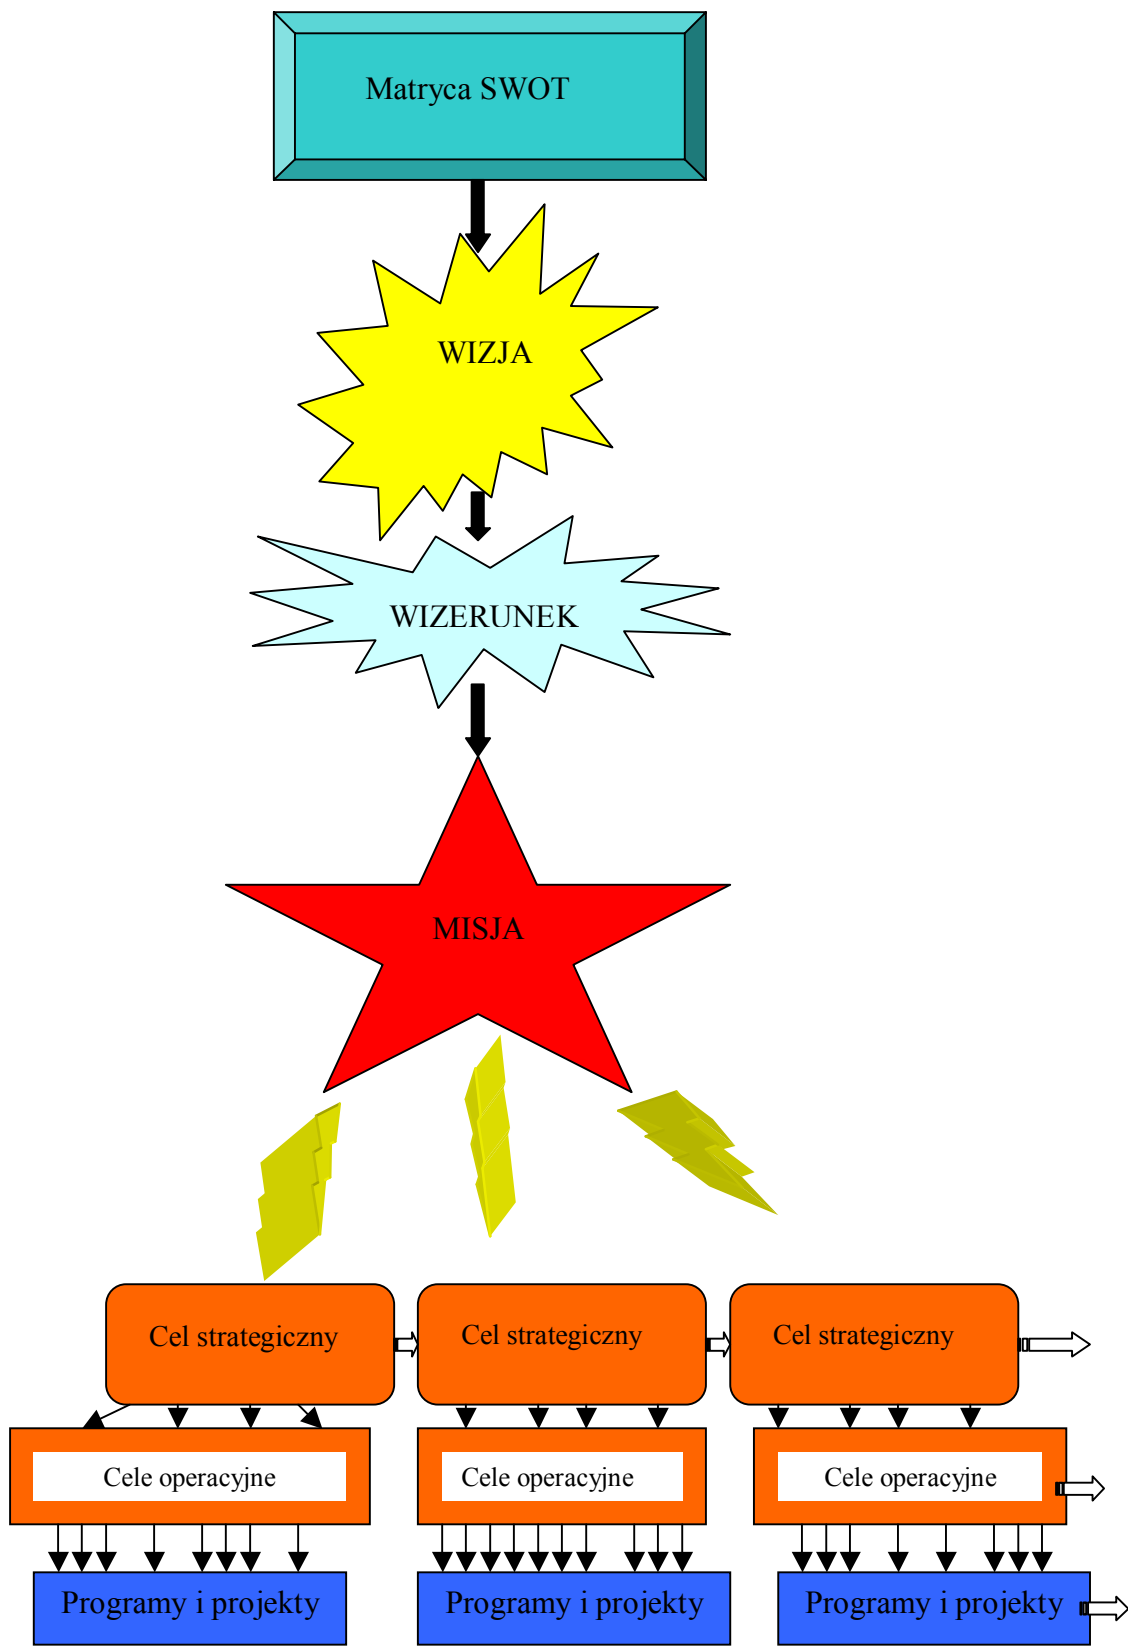 Matryca SWOT
WIZJA
WIZERUNEK
MISJA
Cel strategiczny
Cel strategiczny
Cel strategiczny
Cele operacyjne
Cele operacyjne
Cele operacyjne
Programy i projekty
Programy i projekty
Programy i projekty